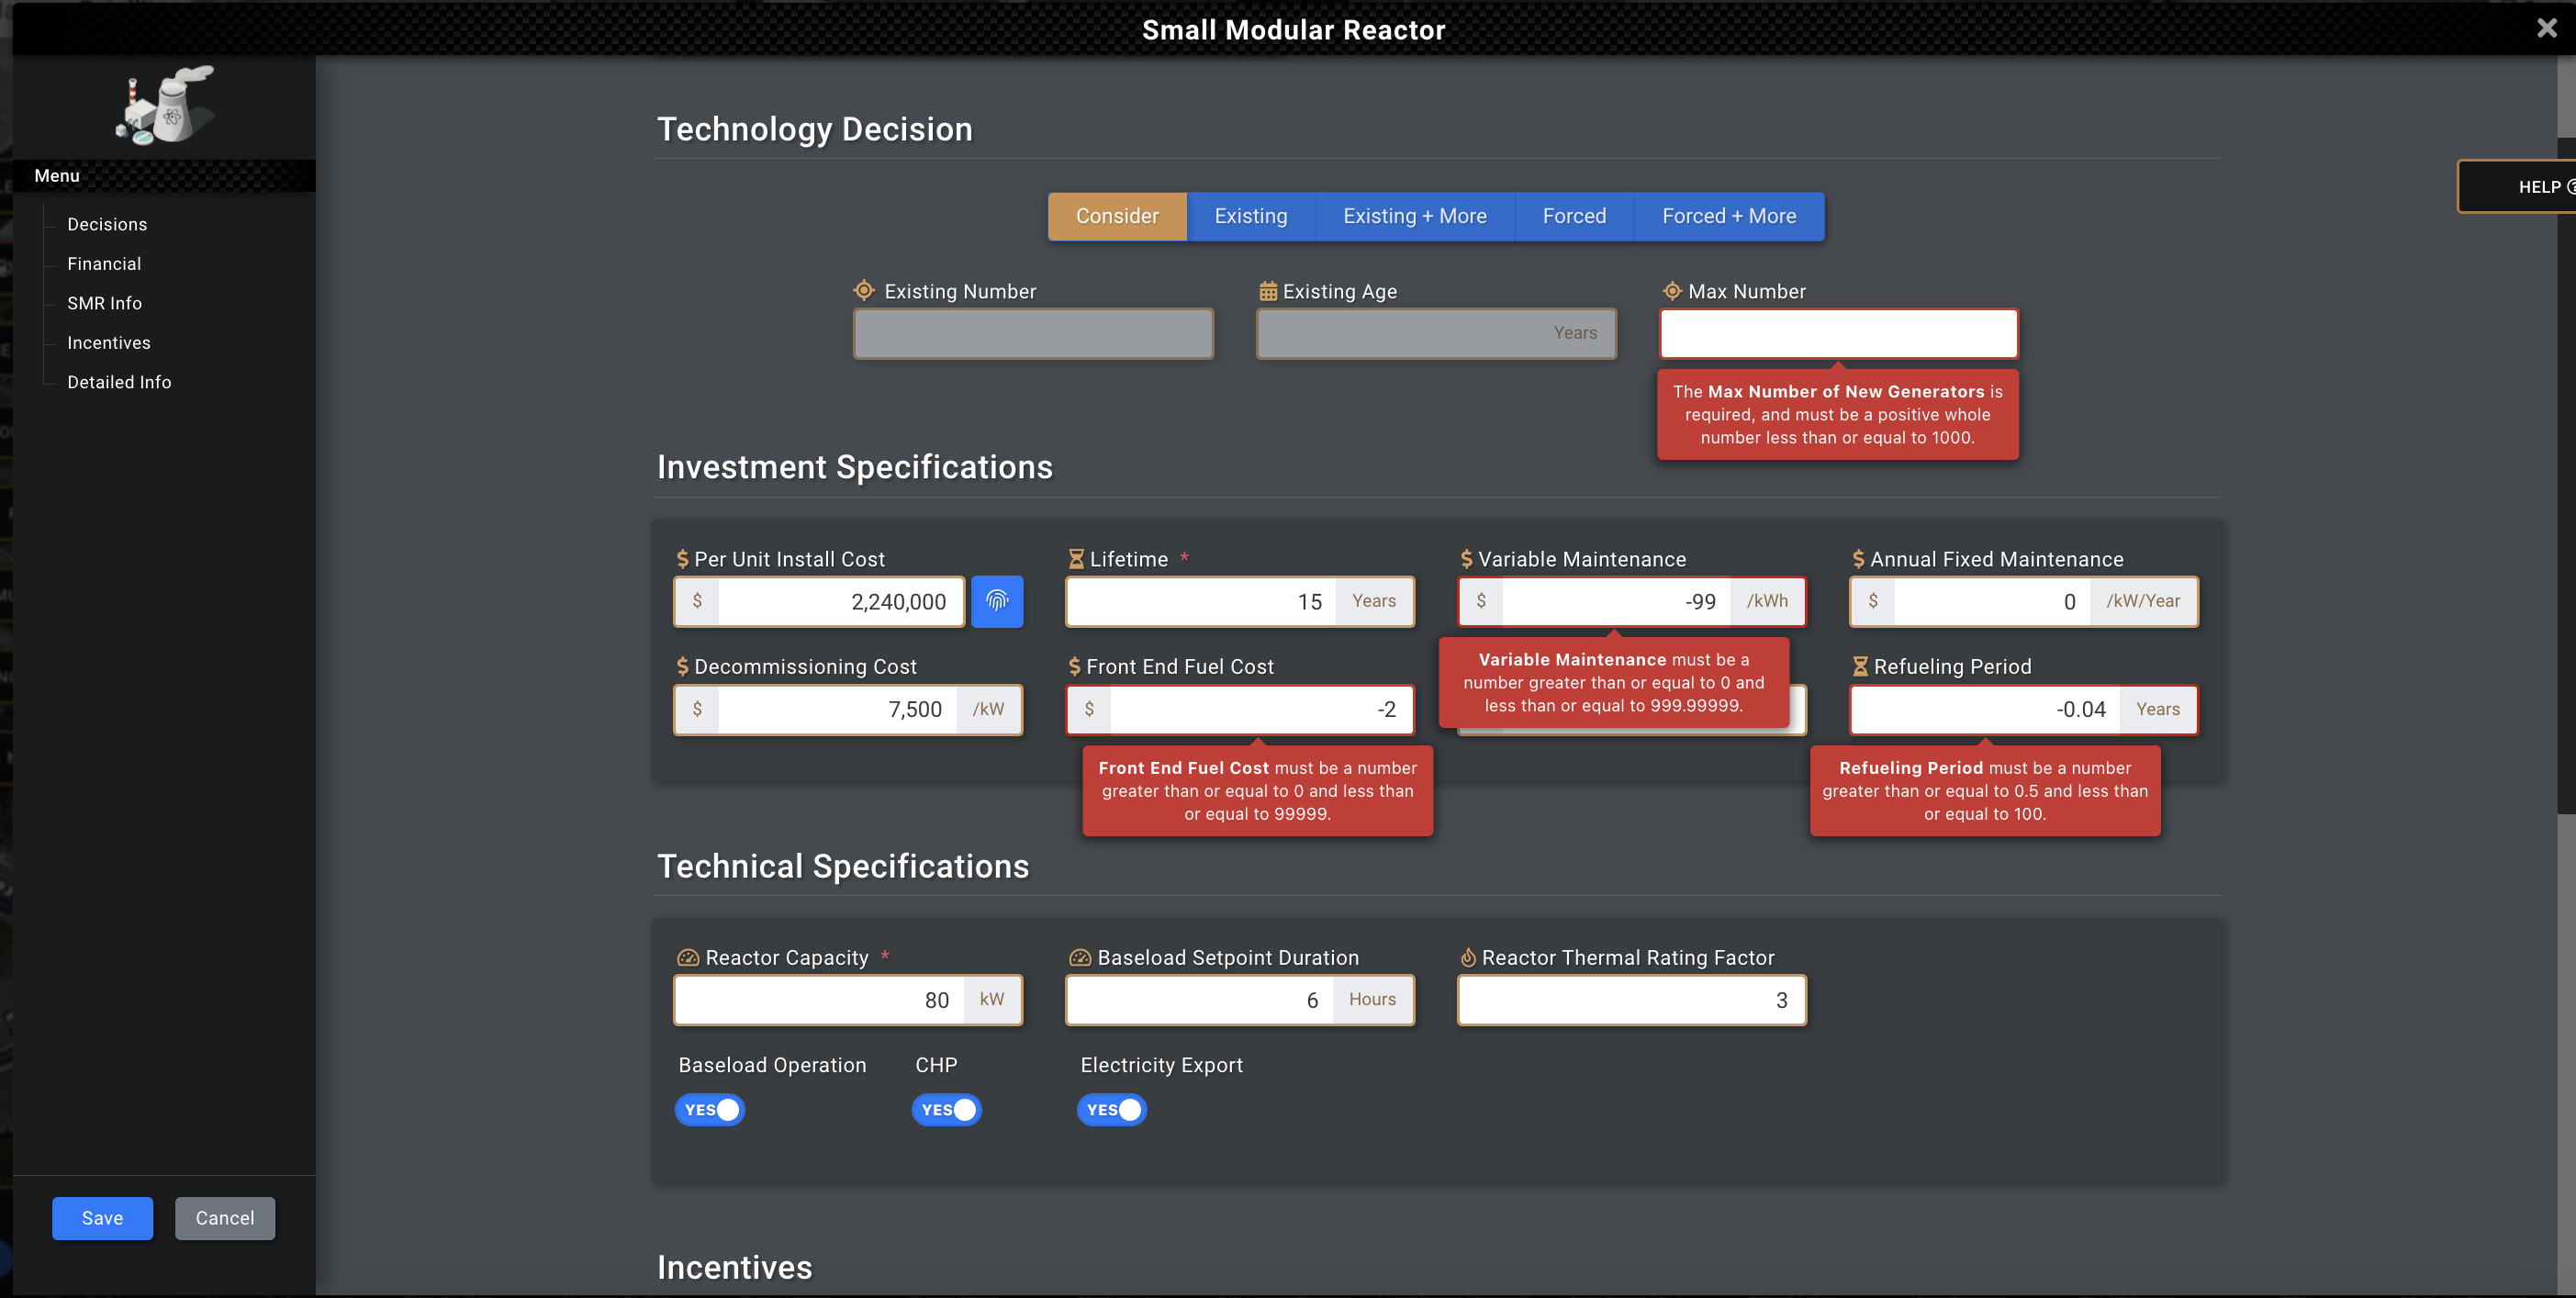 Small Modular Reactor
Menu
Decisions
Financial
SMR Info
Incentives
Detailed Info
Save
Cancel
HELP
Technology Decision
Consider
Existing
Existing + More
Forced
Forced + More
Existing Number
Existing Age
Years
Max Number
The Max Number of New Generators is
required, and must be a positive whole
number less than or equal to 1000.
Investment Specifications
$ Per Unit Install Cost
$ 2,240,000
Lifetime *
15 Years
$ Variable Maintenance
$ -99 /kWh
Variable Maintenance must be a
number greater than or equal to 0 and
less than or equal to 999.99999.
$ Annual Fixed Maintenance
$ 0 /kW/Year
$ Decommissioning Cost
$ 7,500 /kW
$ Front End Fuel Cost
$ -2
Front End Fuel Cost must be a number
greater than or equal to 0 and less than
or equal to 99999.
Refueling Period
-0.04 Years
Refueling Period must be a number
greater than or equal to 0.5 and less than
or equal to 100.
Technical Specifications
Reactor Capacity *
80 kW
Baseload Setpoint Duration
6 Hours
Reactor Thermal Rating Factor
3
Baseload Operation
YES
CHP
YES
Electricity Export
YES
Incentives